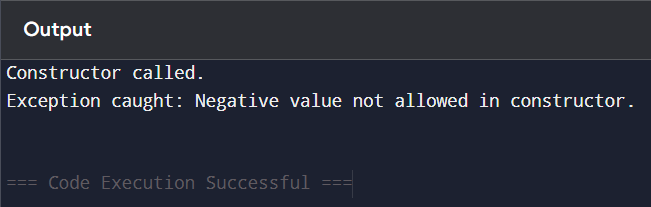 Output
Constructor called.
Exception caught: Negative value not allowed in constructor.
=== Code Execution Successful ===